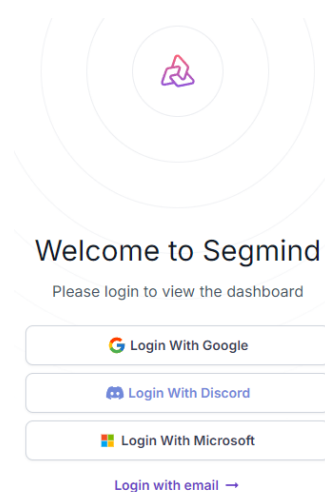 Welcome to Segmind
Please login to view the dashboard
Login With Google
Login With Discord
Login With Microsoft
Login with email →